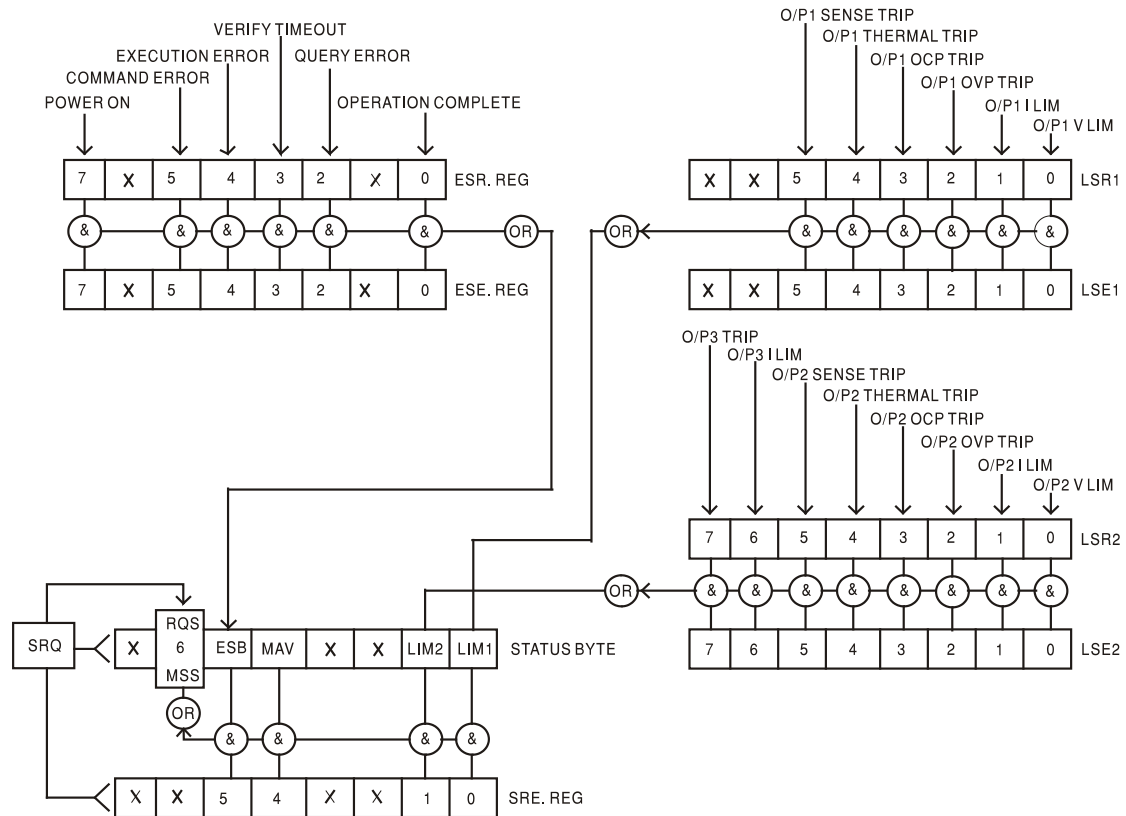 VERIFY TIMEOUT
EXECUTION ERROR QUERY ERROR
COMMAND ERROR
POWER ON OPERATION COMPLETE
7 X 5 4 3 2 X 0 ESR. REG
& & & & & & OR
7 X 5 4 3 2 X 0 ESE. REG
O/P1 SENSE TRIP
O/P1 THERMAL TRIP
O/P1 OCP TRIP
O/P1 OVP TRIP
O/P1 I LIM
O/P1 V LIM
X X 5 4 3 2 1 0 LSR1
OR & & & & & &
X X 5 4 3 2 1 0 LSE1
O/P3 TRIP
O/P3 I LIM
O/P2 SENSE TRIP
O/P2 THERMAL TRIP
O/P2 OCP TRIP
O/P2 OVP TRIP
O/P2 I LIM
O/P2 V LIM
7 6 5 4 3 2 1 0 LSR2
OR & & & & & & & &
7 6 5 4 3 2 1 0 LSE2
RQS
SRQ X 6 ESB MAV X X LIM2 LIM1 STATUS BYTE
MSS
OR
& & & &
X X 5 4 X X 1 0 SRE. REG